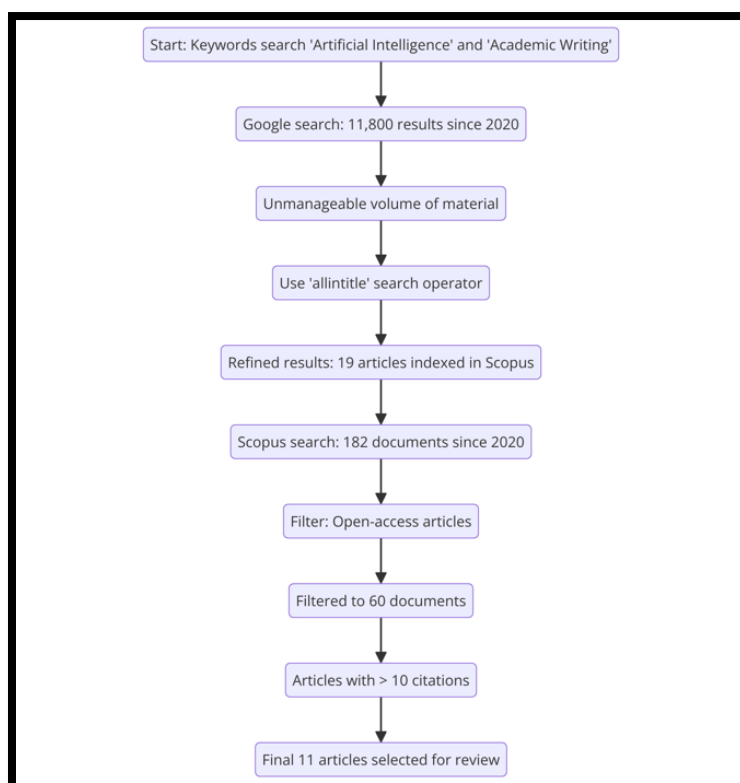 Start: Keywords search 'Artificial Intelligence' and 'Academic Writing'
Google search: 11,800 results since 2020
Unmanageable volume of material
Use 'allintitle' search operator
Refined results: 19 articles indexed in Scopus
Scopus search: 182 documents since 2020
Filter: Open-access articles
Filtered to 60 documents
Articles with > 10 citations
Final 11 articles selected for review